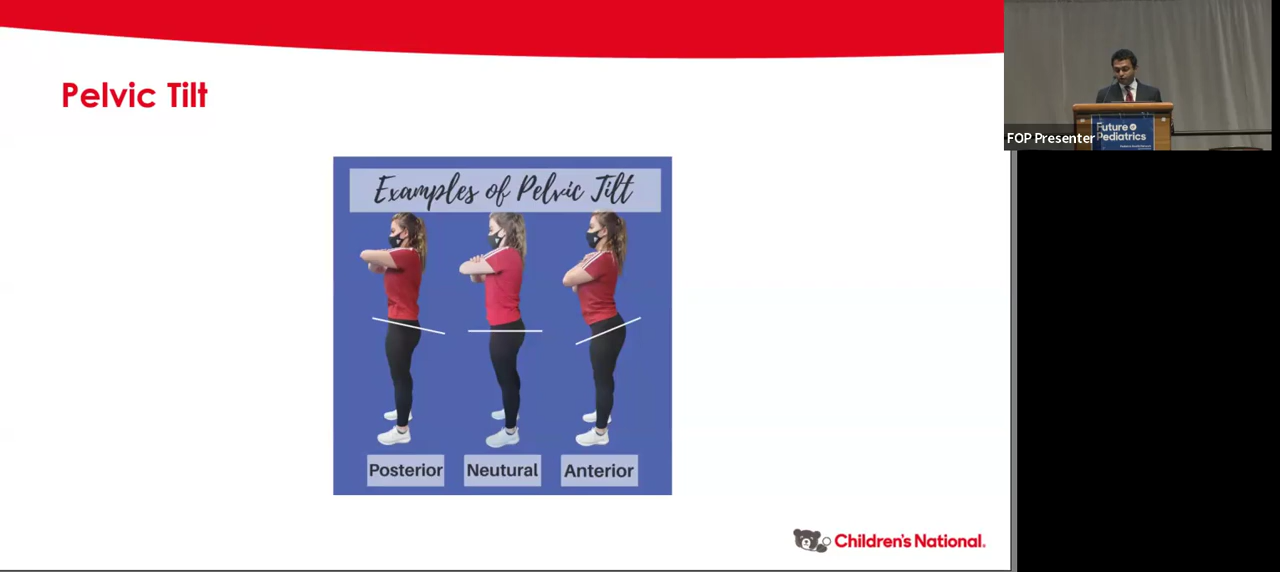 Pelvic Tilt
Examples of Pelvic Tilt
Posterior
Neutural
Anterior
Children's National®
FOP Presenter
Future of
Pediatrics